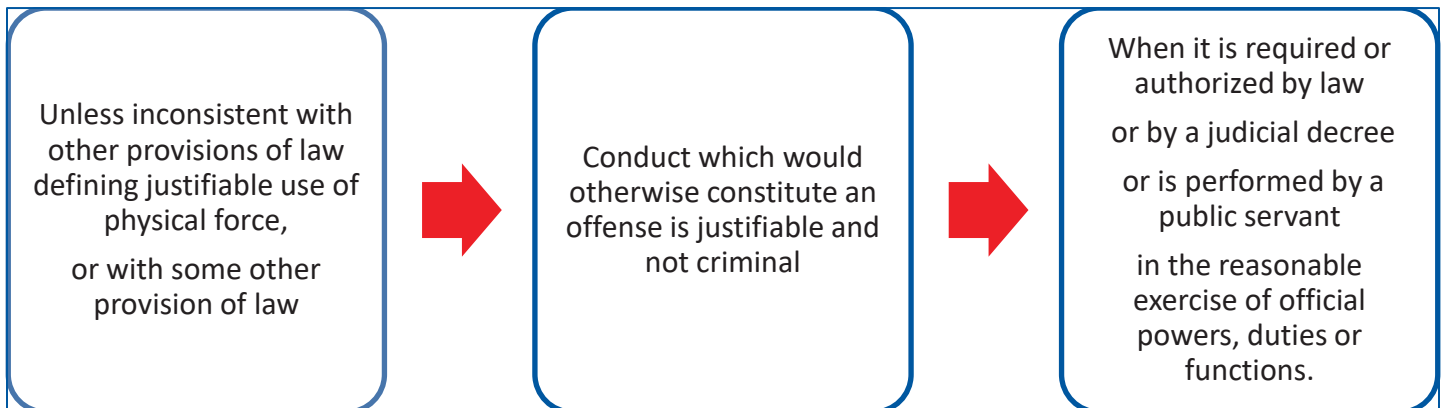 Unless inconsistent with
other provisions of law
defining justifiable use of
physical force,
or with some other
provision of law
Conduct which would
otherwise constitute an
offense is justifiable and
not criminal
When it is required or
authorized by law
or by a judicial decree
or is performed by a
public servant
in the reasonable
exercise of official
powers, duties or
functions.